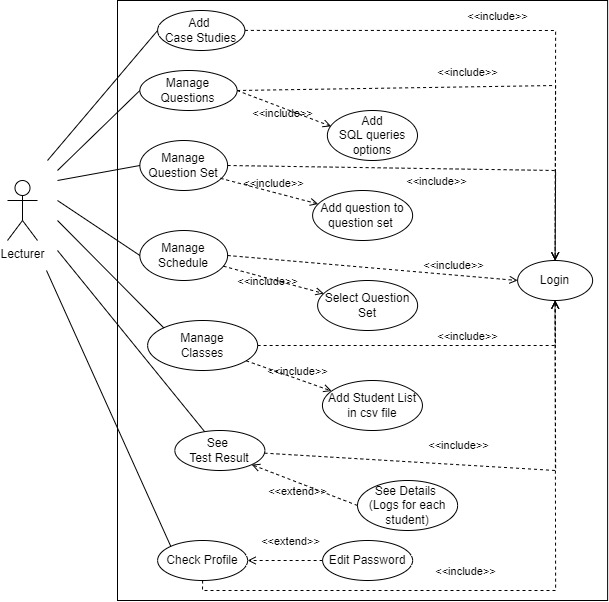 Add
Case Studies
<<include>>
Manage
Questions
<<include>>
<<include>>
Add
SQL queries
options
Manage
Question Set
<<include>>
<<include>>
Add question to
question set
Lecturer
Manage
Schedule
<<include>>
<<include>>
Select Question
Set
Login
Manage
Classes
<<include>>
<<include>>
Add Student List
in csv file
See
Test Result
<<include>>
<<extend>>
See Details
(Logs for each
student)
Check Profile
<<extend>>
Edit Password
<<include>>